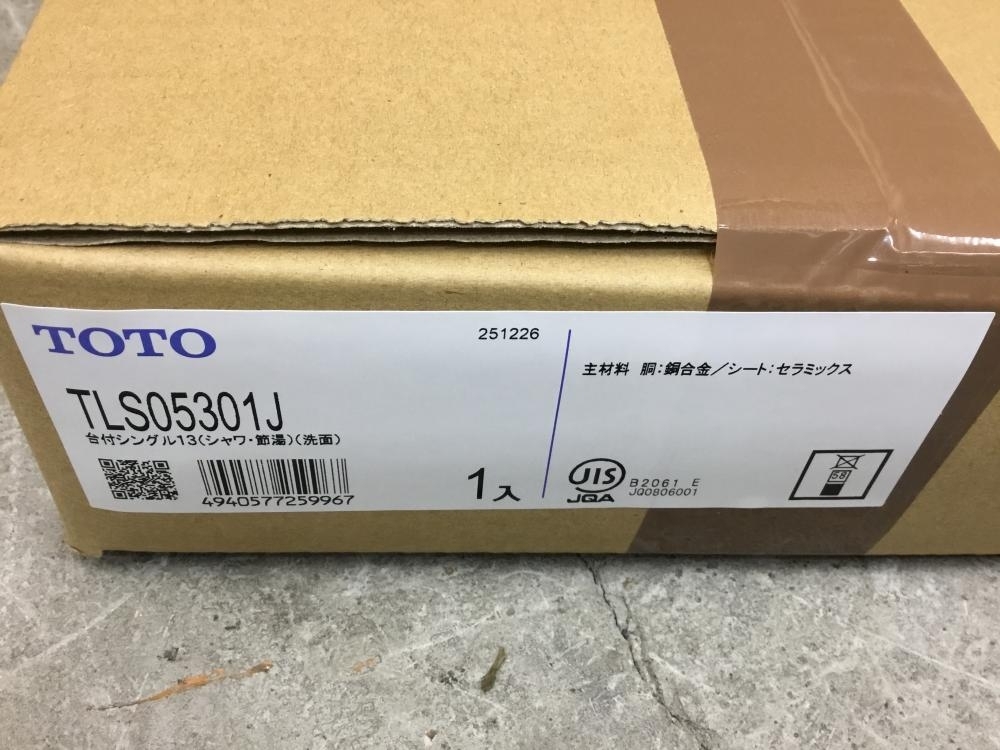 TOTO
251226
TLS05301J
台付シングル13(シャワ・節湯)(洗面)
4940577259967
1入
主材料 胴:銅合金/シート:セラミックス
JIS
JQA
B2061 E
JQ0806001
58